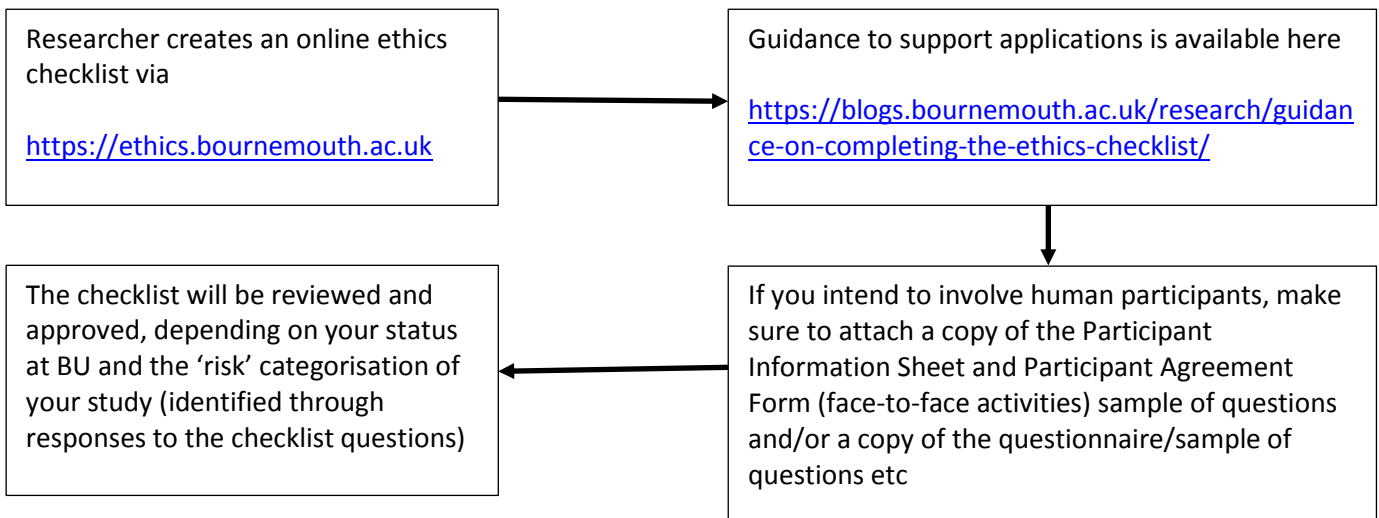 Researcher creates an online ethics
checklist via
https://ethics.bournemouth.ac.uk
Guidance to support applications is available here
https://blogs.bournemouth.ac.uk/research/guidan
ce-on-completing-the-ethics-checklist/
If you intend to involve human participants, make
sure to attach a copy of the Participant
Information Sheet and Participant Agreement
Form (face-to-face activities) sample of questions
and/or a copy of the questionnaire/sample of
questions etc
The checklist will be reviewed and
approved, depending on your status
at BU and the ‘risk’ categorisation of
your study (identified through
responses to the checklist questions)